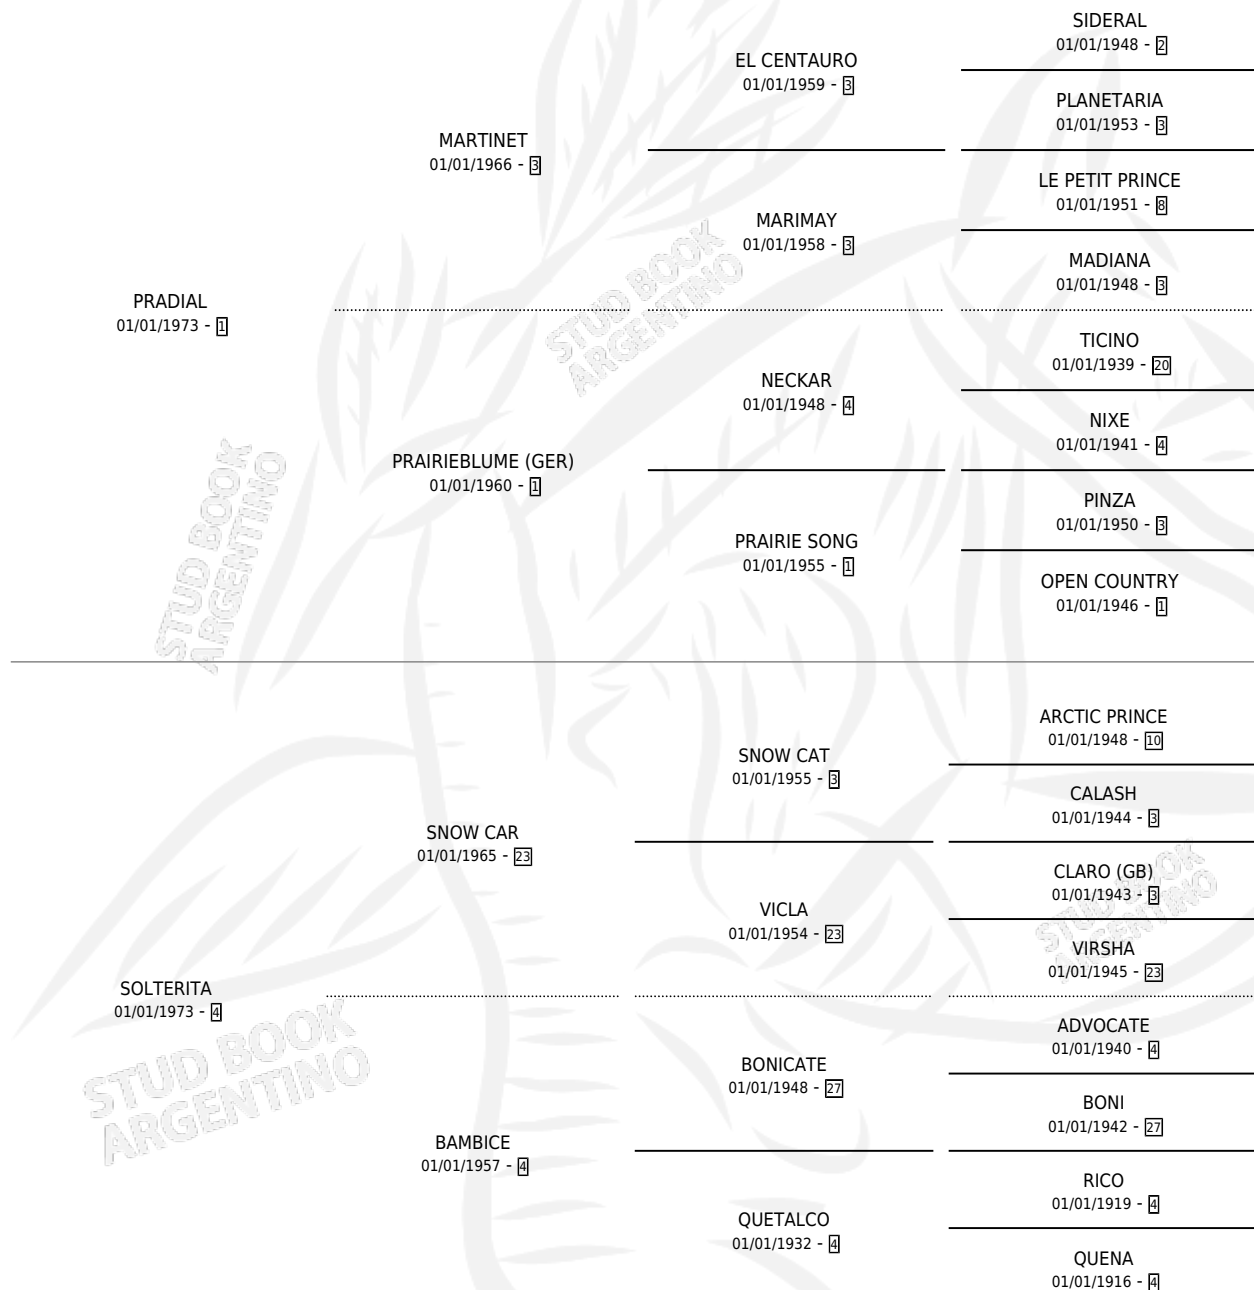 SIDERAL
01/01/1948 - 2
EL CENTAURO
01/01/1959 - 3
PLANETARIA
01/01/1953 - 3
MARTINET
01/01/1966 - 3
LE PETIT PRINCE
01/01/1951 - 8
MARIMAY
01/01/1958 - 3
MADIANA
01/01/1948 - 3
PRADIAL
01/01/1973 - 1
TICINO
01/01/1939 - 20
NECKAR
01/01/1948 - 4
NIXE
01/01/1941 - 4
PRAIRIEBLUME (GER)
01/01/1960 - 1
PINZA
01/01/1950 - 3
PRAIRIE SONG
01/01/1955 - 1
OPEN COUNTRY
01/01/1946 - 1
ARCTIC PRINCE
01/01/1948 - 10
SNOW CAT
01/01/1955 - 3
CALASH
01/01/1944 - 3
SNOW CAR
01/01/1965 - 23
CLARO (GB)
01/01/1943 - 3
VICLA
01/01/1954 - 23
VIRSHA
01/01/1945 - 23
SOLTERITA
01/01/1973 - 4
ADVOCATE
01/01/1940 - 4
BONICATE
01/01/1948 - 27
BONI
01/01/1942 - 27
BAMBICE
01/01/1957 - 4
RICO
01/01/1919 - 4
QUETALCO
01/01/1932 - 4
QUENA
01/01/1916 - 4
STUD BOOK
ARGENTINO
STUD BOOK
ARGENTINO
STUD BOOK
ARGENTINO
STUD BOOK
ARGENTINO